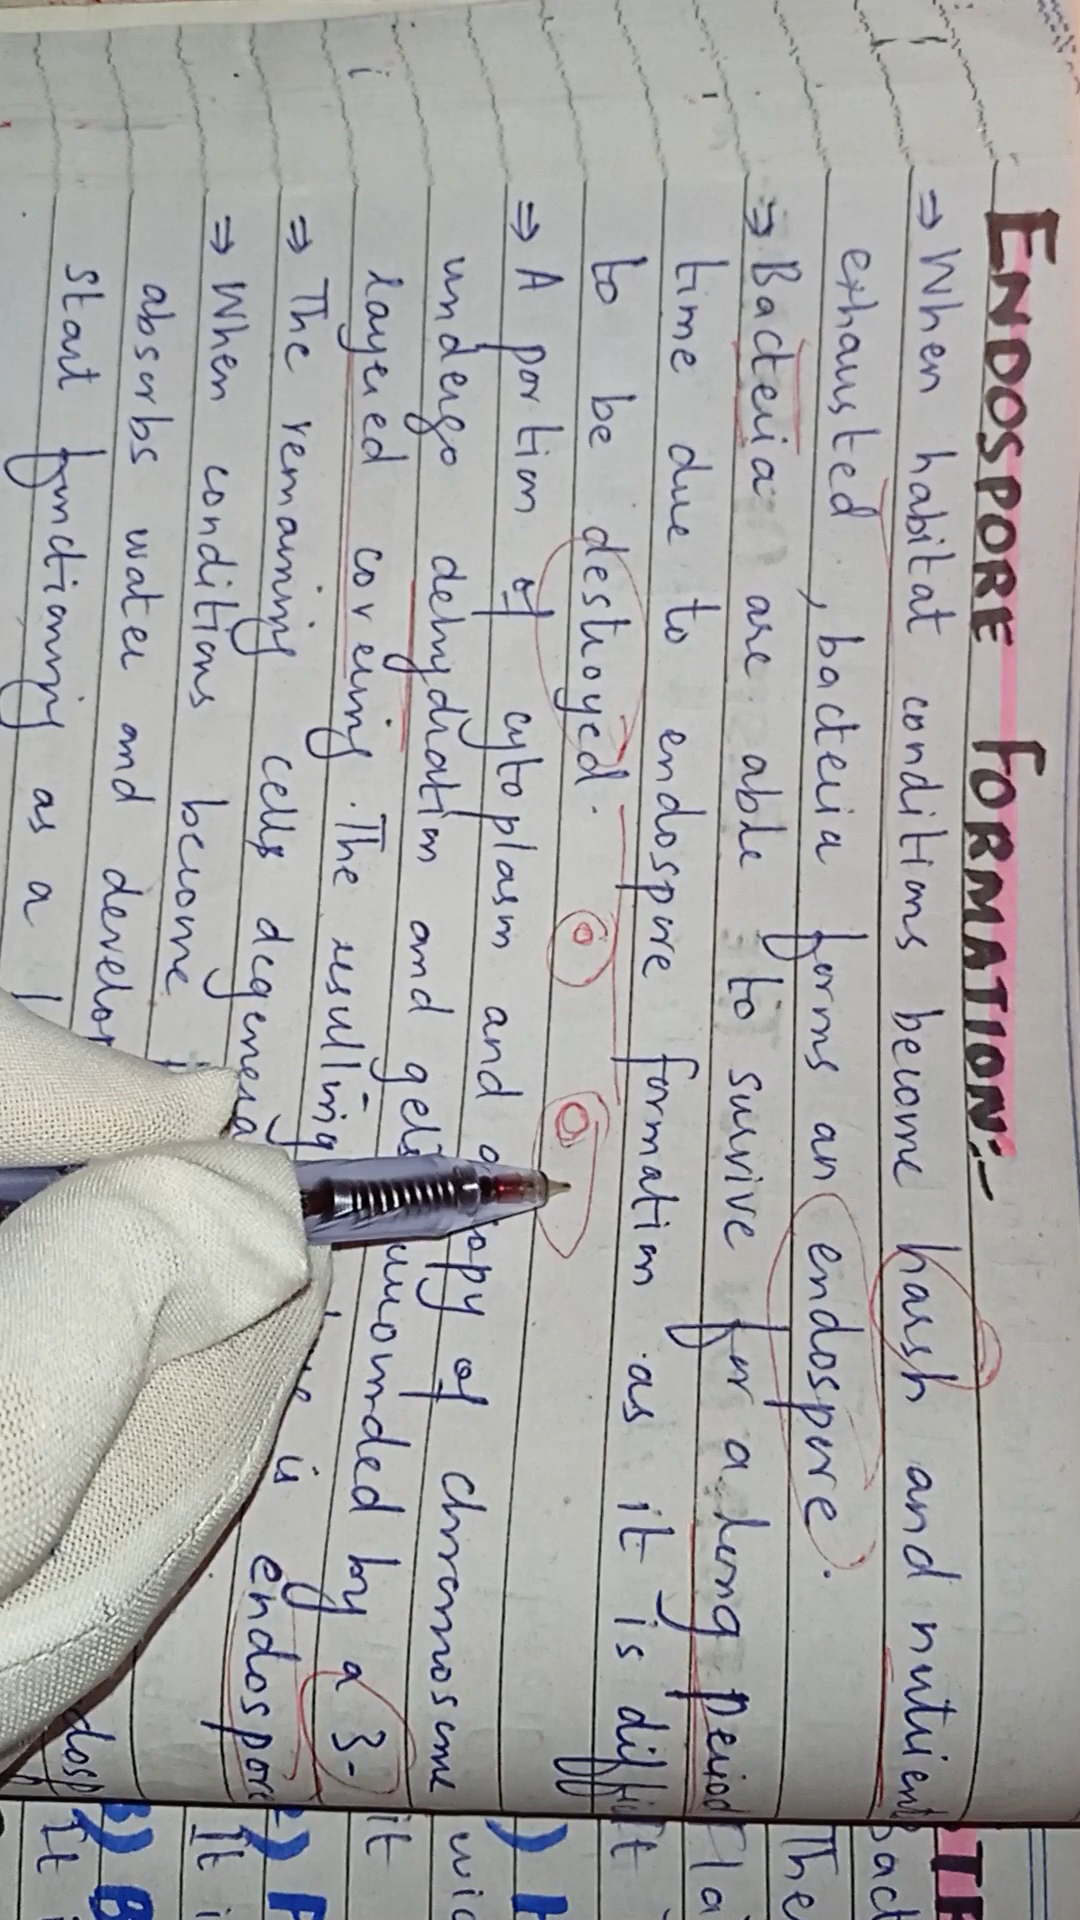 ENDOSPORE FORMATION:-
⇒ When habitat conditions become harsh and nutrients
exhausted, bacteria forms an endospore.
⇒ Bacteria are able to survive for a long period
time due to endospore formation as it is
to be destroyed.
⇒ A portion of cytoplasm and a copy of chromosome
undergo dehydration and gets surrounded by a 3-
layered covering. The resulting is endospore
⇒ The remaining cells
⇒ When conditions become
absorbs water and
start functioning as a